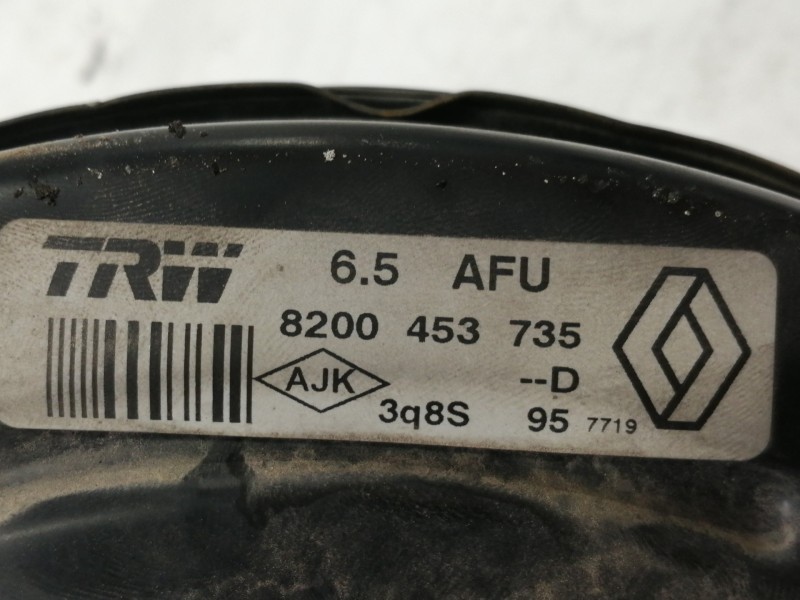 TRW 6.5 AFU
8200 453 735
AJK --D
3q8S 95 7719